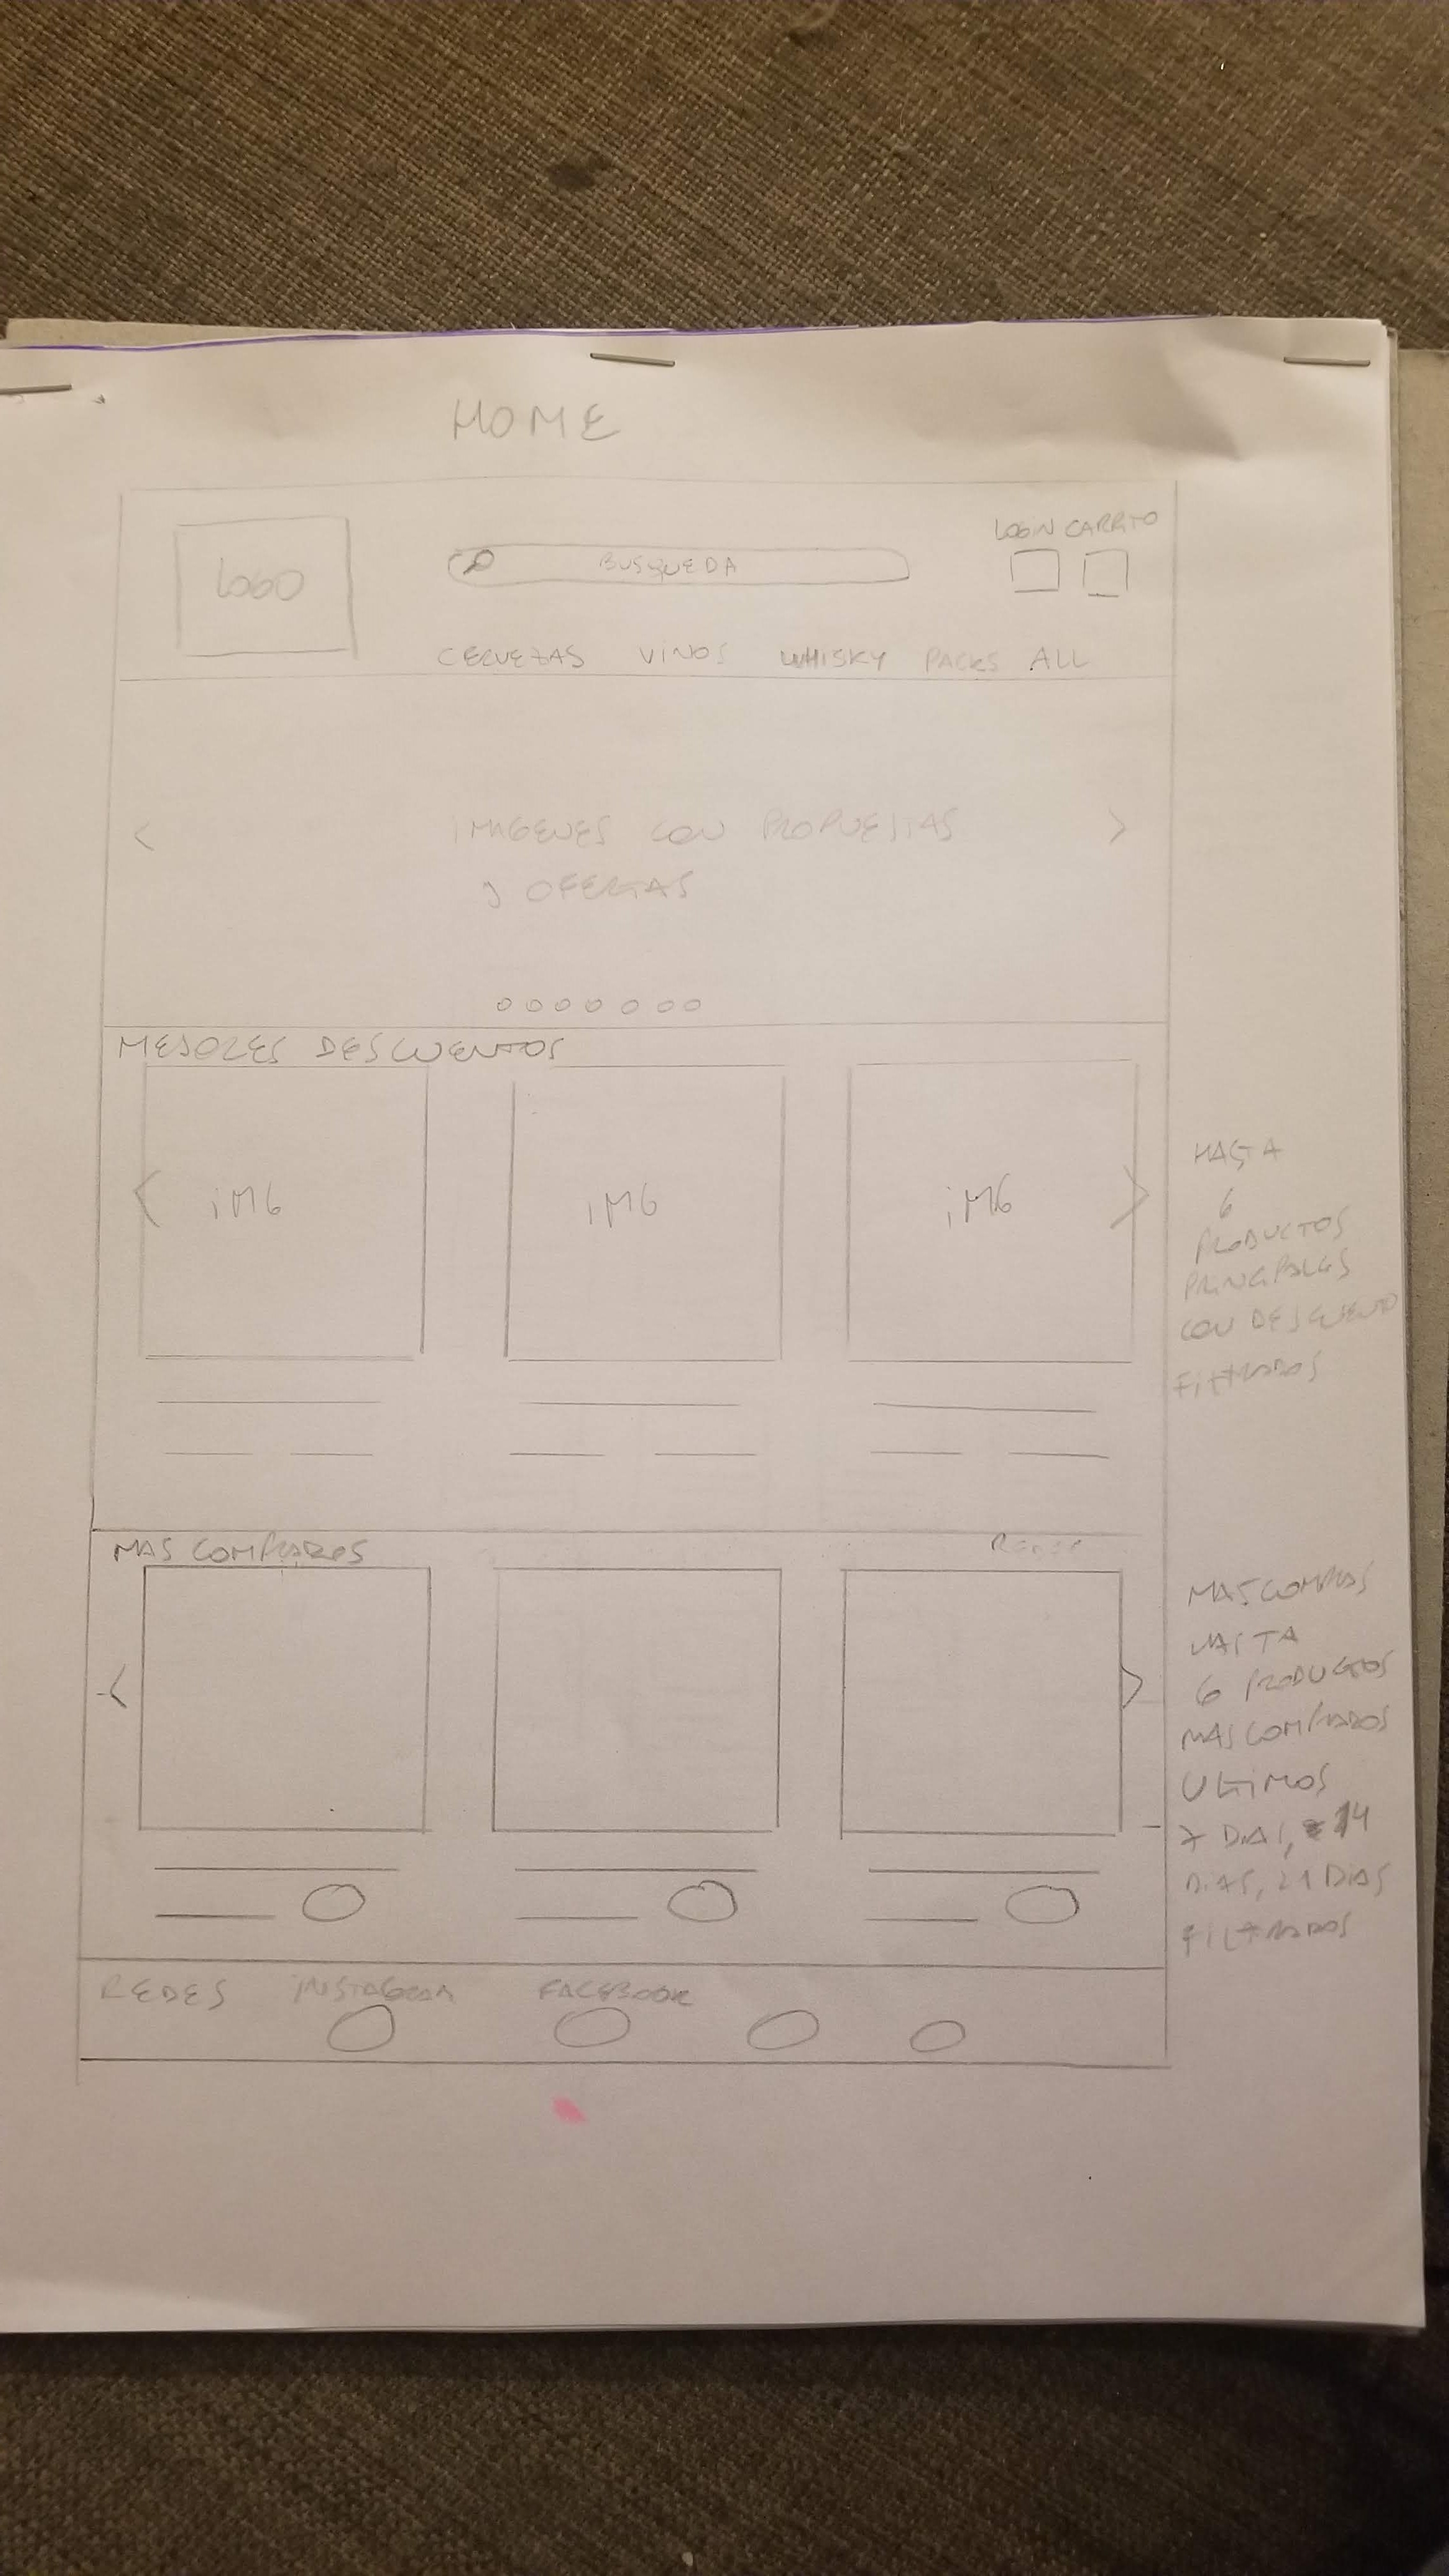 HOME
LOGO
BUSQUEDA
LOGIN CARRITO
CERVEZAS VINOS WHISKY PACKS ALL
< IMAGENES CON PROPUESTAS >
Y OFERTAS
MEJORES DESCUENTOS
< IMG IMG IMG >
HASTA
6
PRODUCTOS
PRINCIPALES
CON DESCUENTO
FILTRADOS
MAS COMPRADOS
< >
MAS COMPRAS
HASTA
6 PRODUCTOS
MAS COMPRADOS
ULTIMOS
7 DIAS, 14
DIAS, 21 DIAS
FILTRADOS
REDES INSTAGRAM FACEBOOK